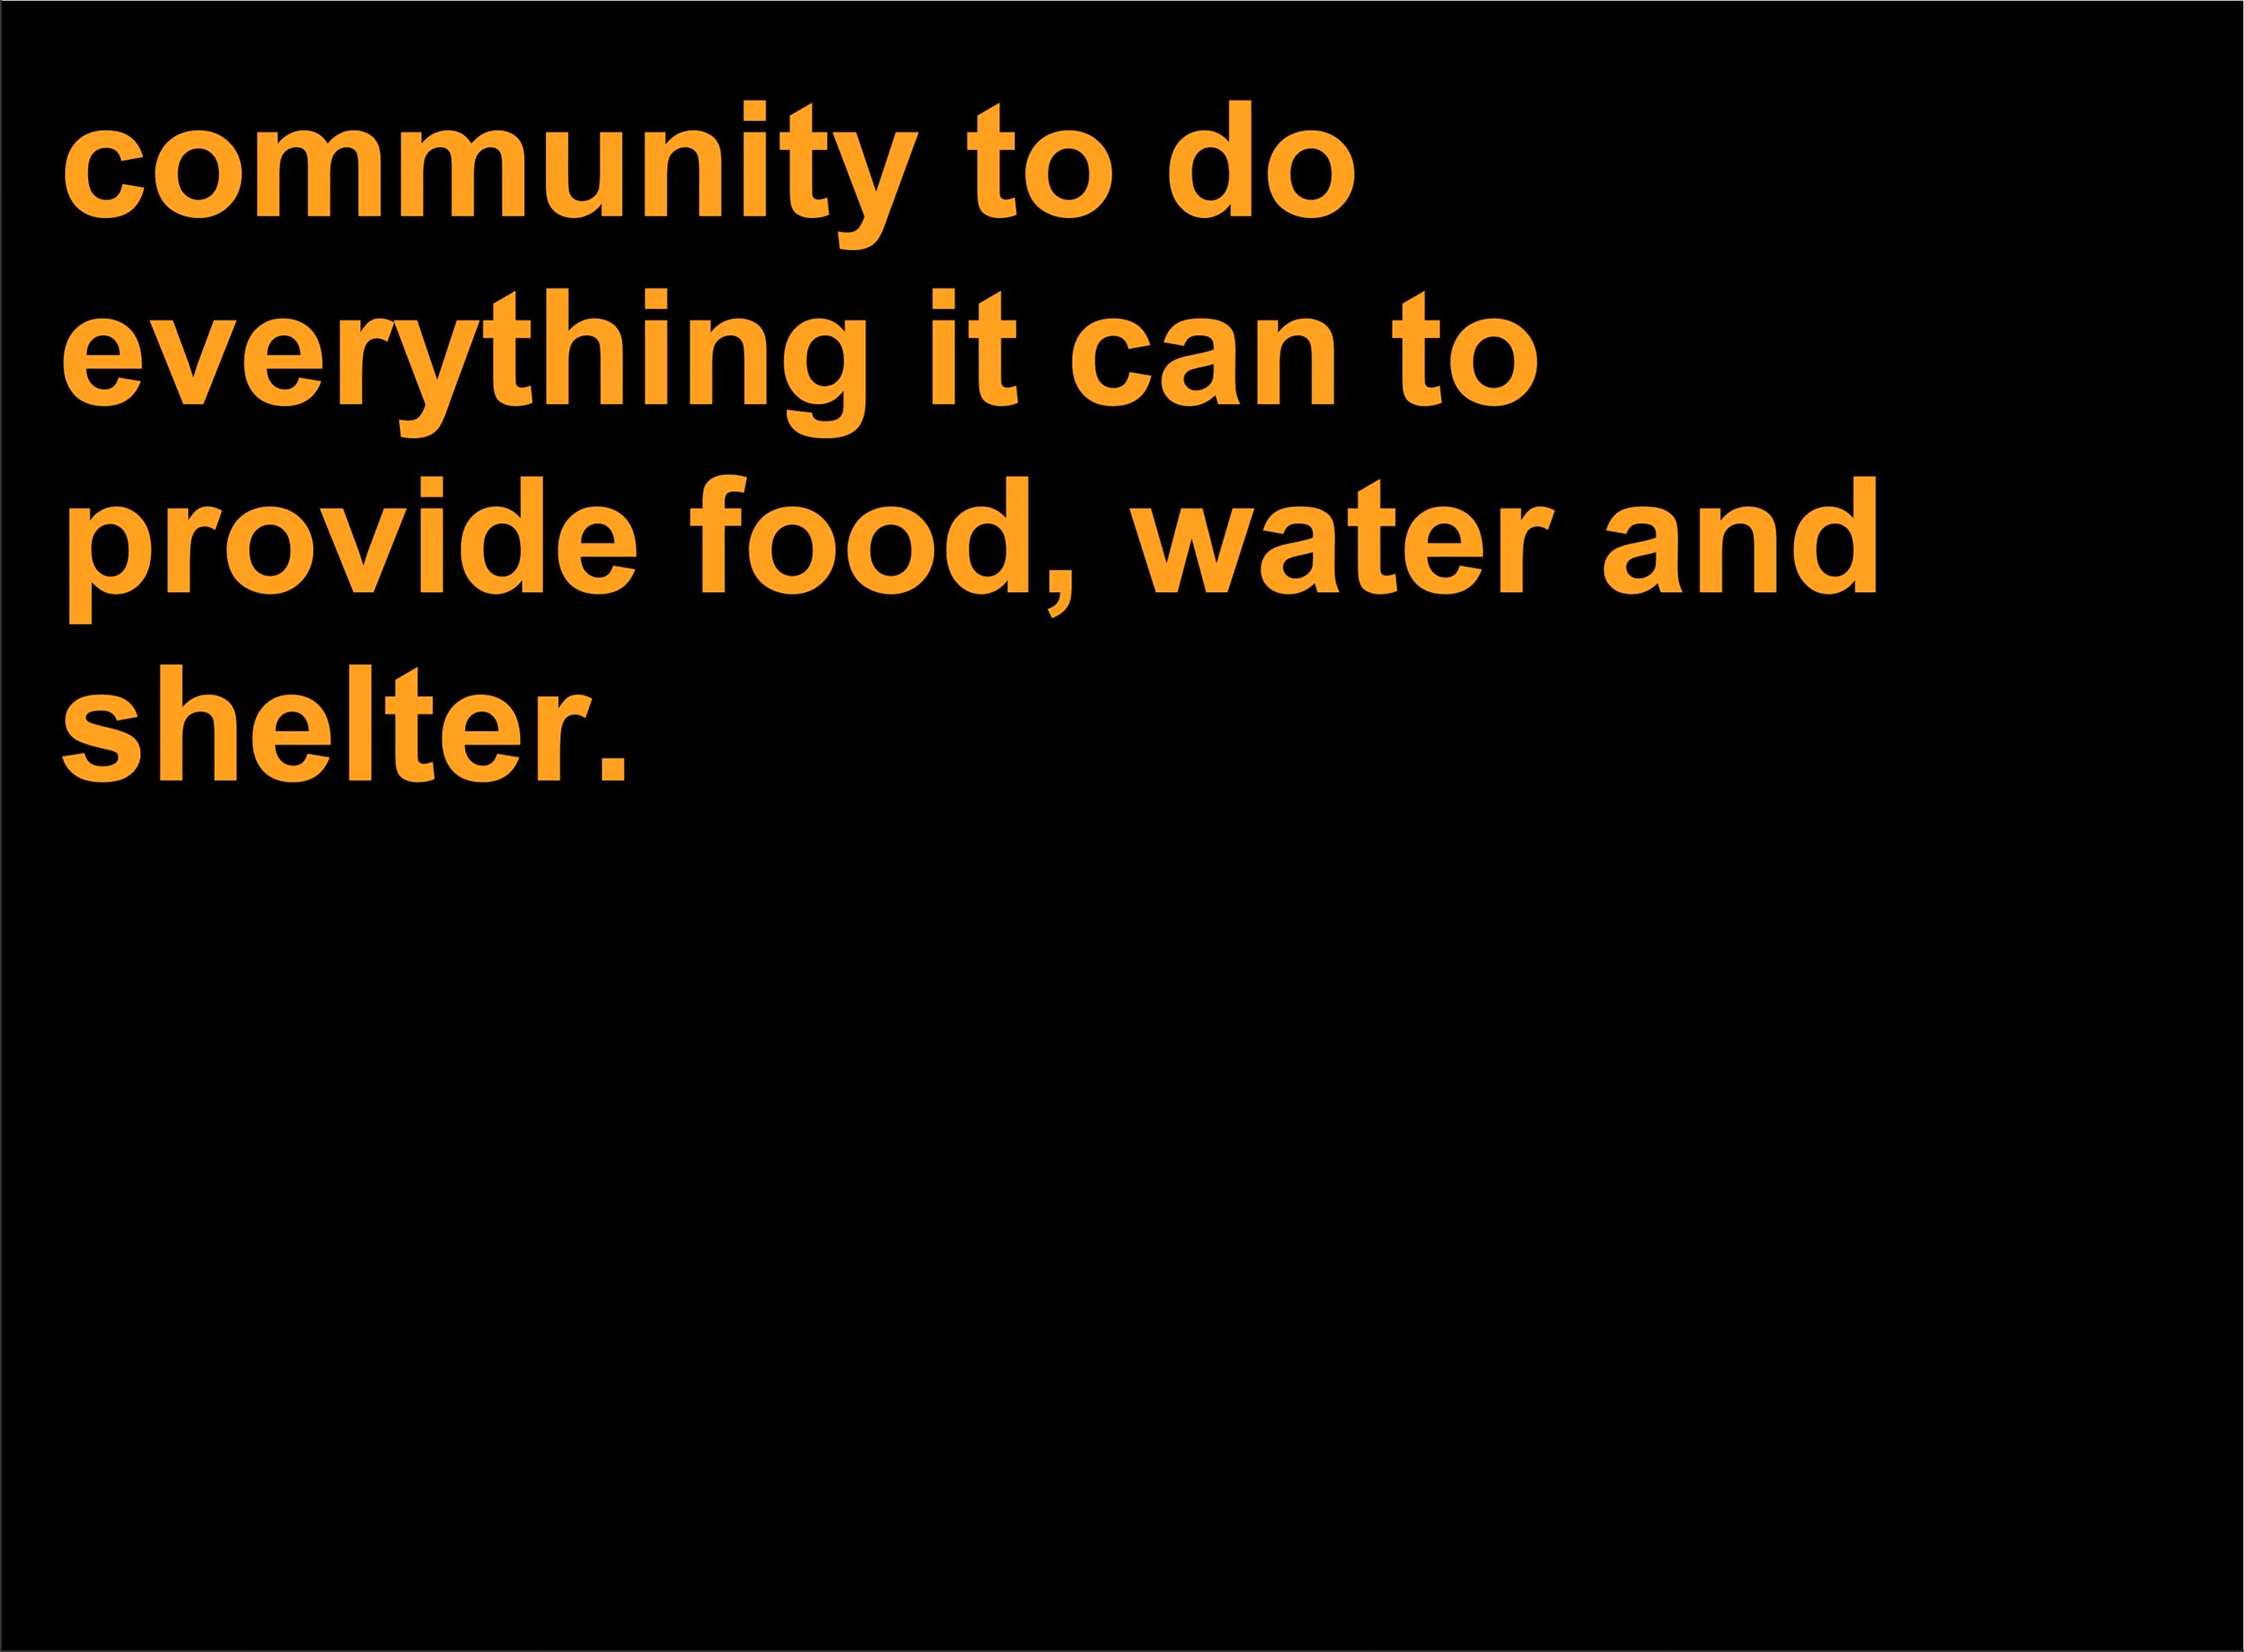 community to do
everything it can to
provide food, water and
shelter.